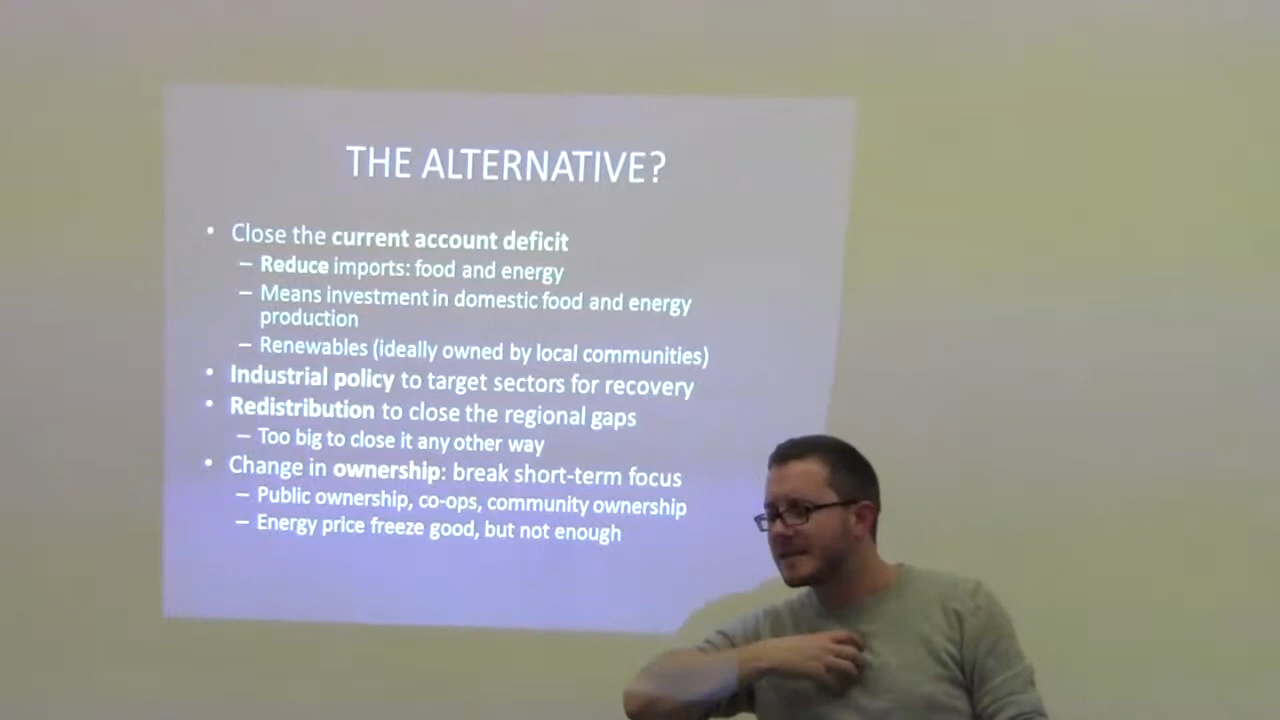 THE ALTERNATIVE?
• Close the current account deficit
– Reduce imports: food and energy
– Means investment in domestic food and energy
production
– Renewables (ideally owned by local communities)
• Industrial policy to target sectors for recovery
• Redistribution to close the regional gaps
– Too big to close it any other way
• Change in ownership: break short-term focus
– Public ownership, co-ops, community ownership
– Energy price freeze good, but not enough